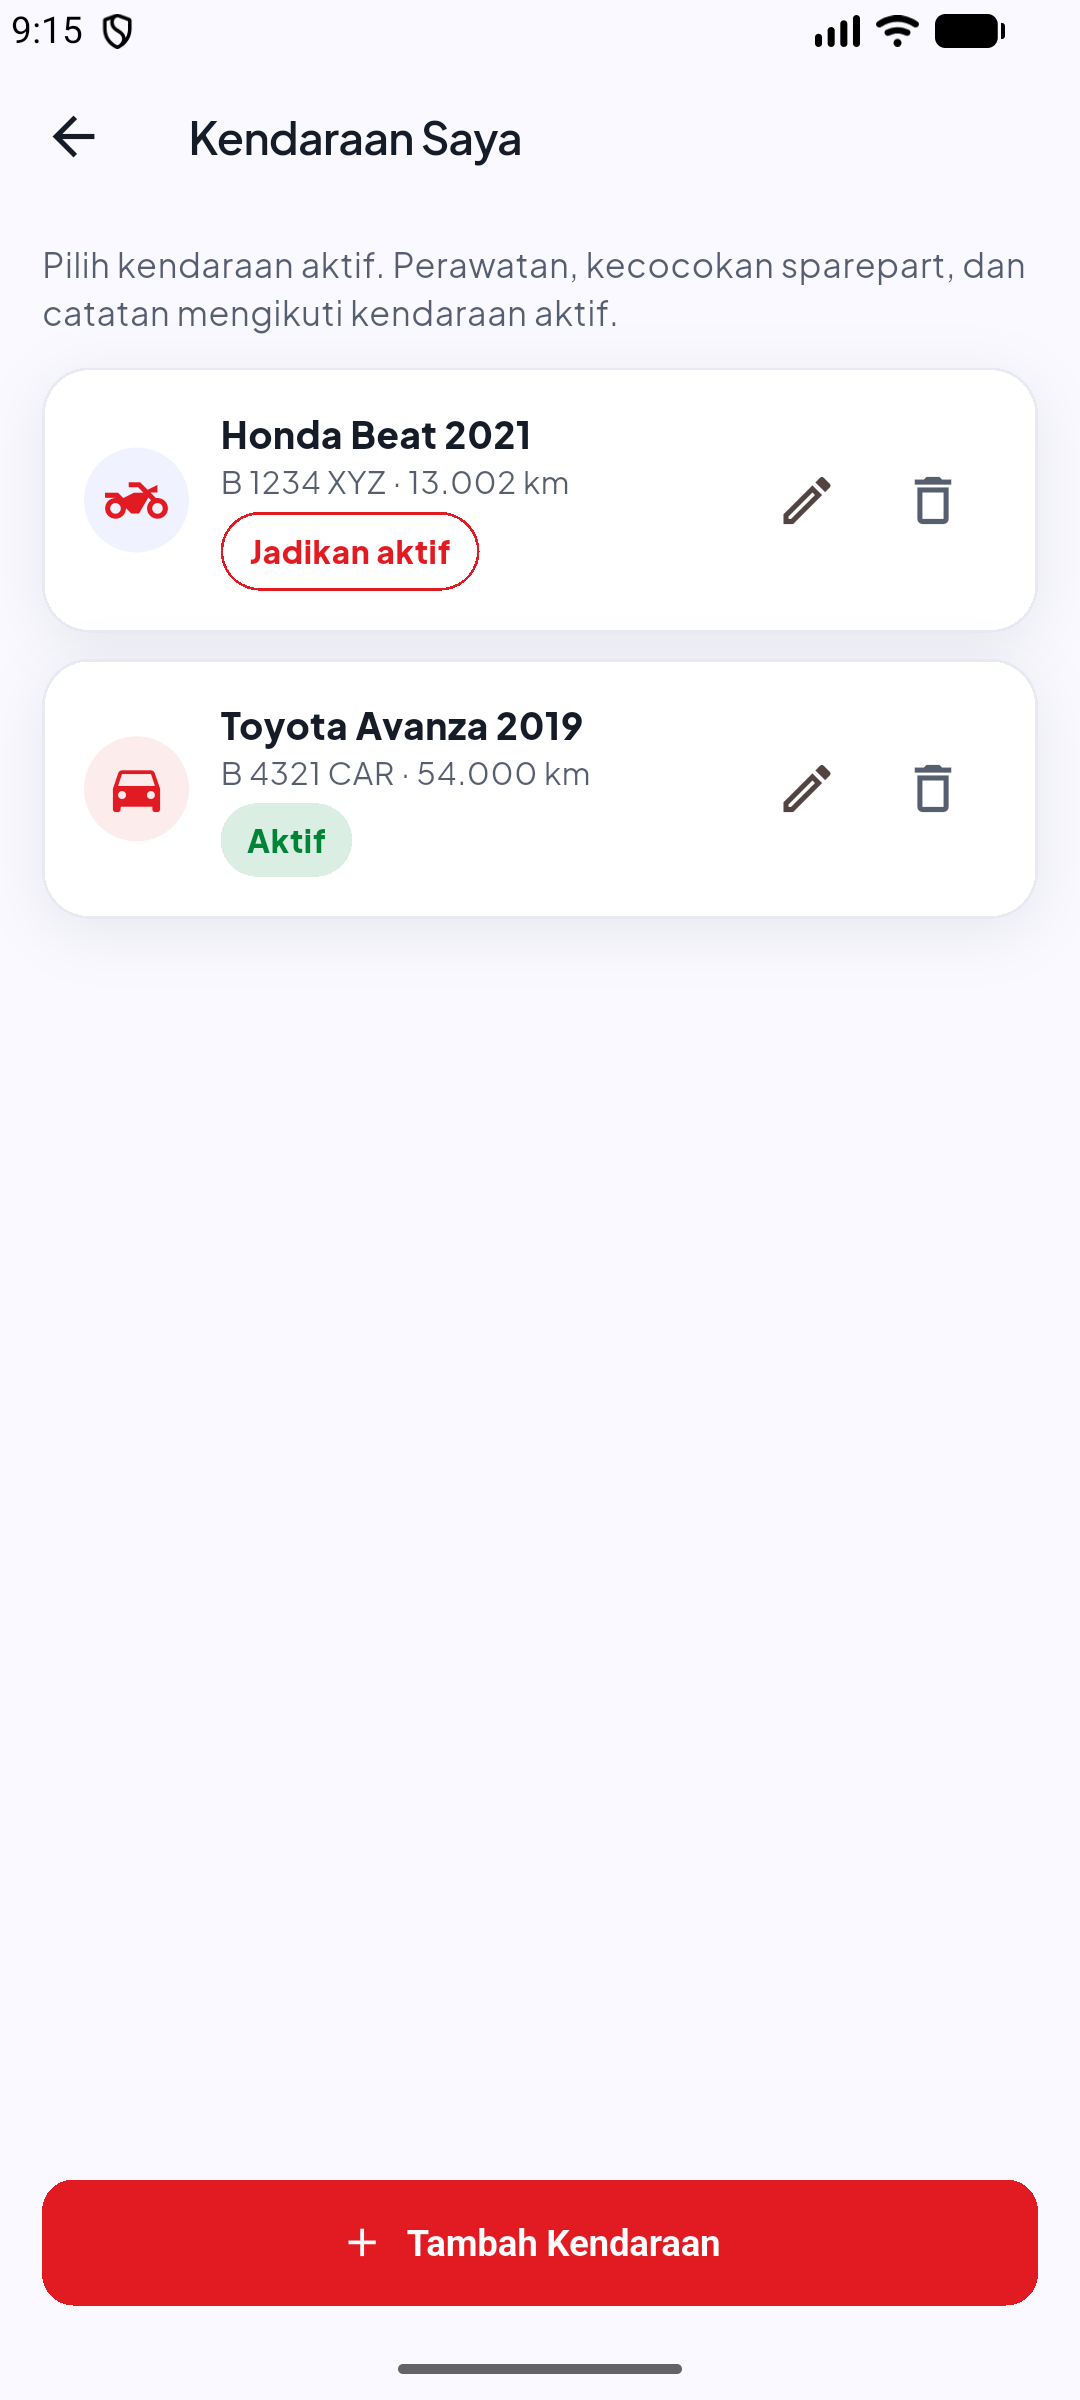 9:15
Kendaraan Saya
Pilih kendaraan aktif. Perawatan, kecocokan sparepart, dan
catatan mengikuti kendaraan aktif.
Honda Beat 2021
B 1234 XYZ · 13.002 km
Jadikan aktif
Toyota Avanza 2019
B 4321 CAR · 54.000 km
Aktif
+ Tambah Kendaraan